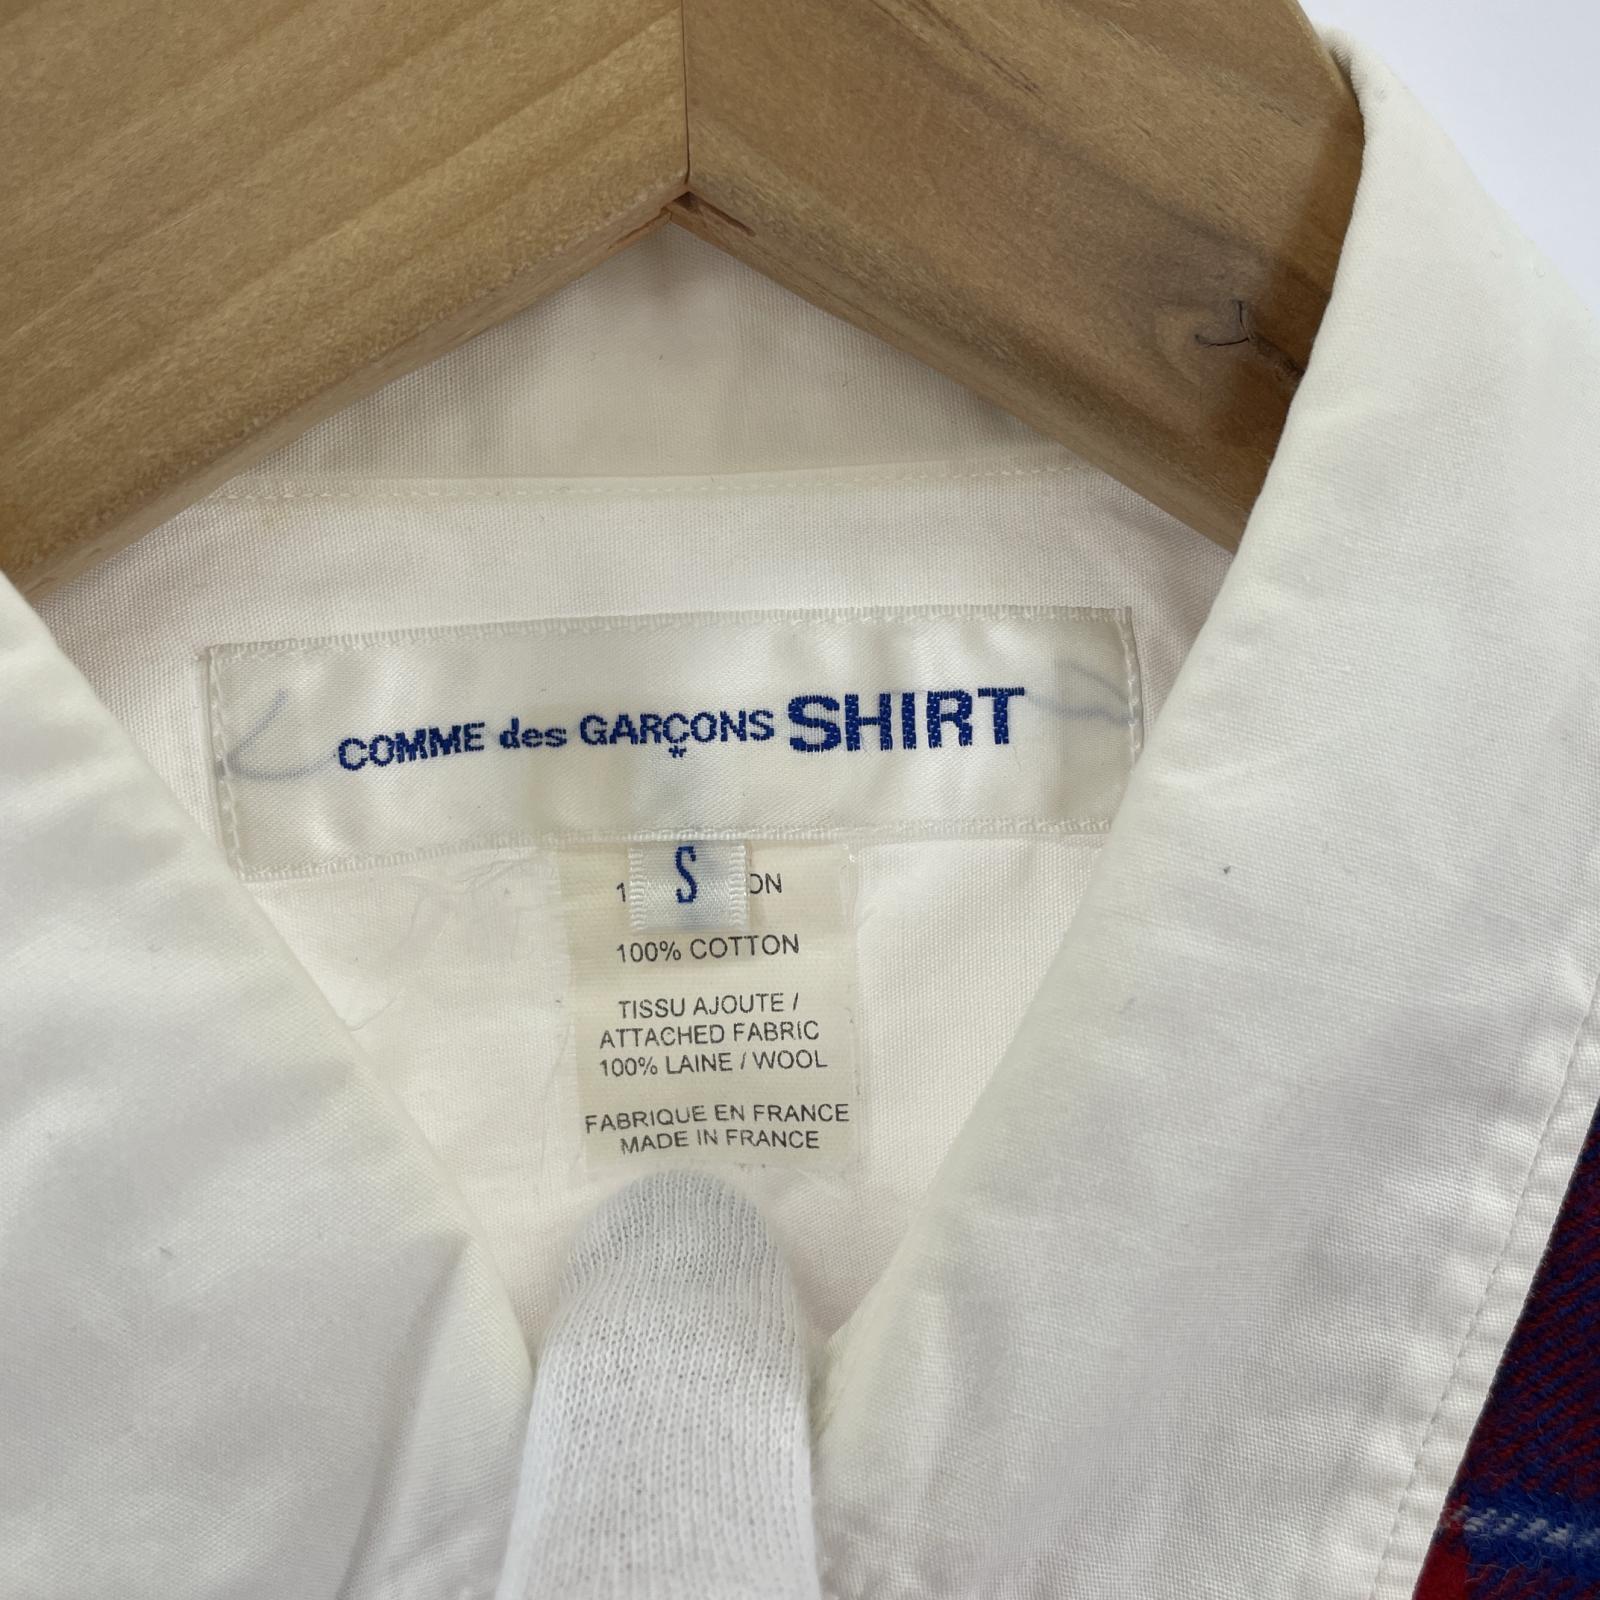 COMME des GARÇONS SHIRT
S
100% COTTON
TISSU AJOUTE /
ATTACHED FABRIC
100% LAINE / WOOL
FABRIQUE EN FRANCE
MADE IN FRANCE